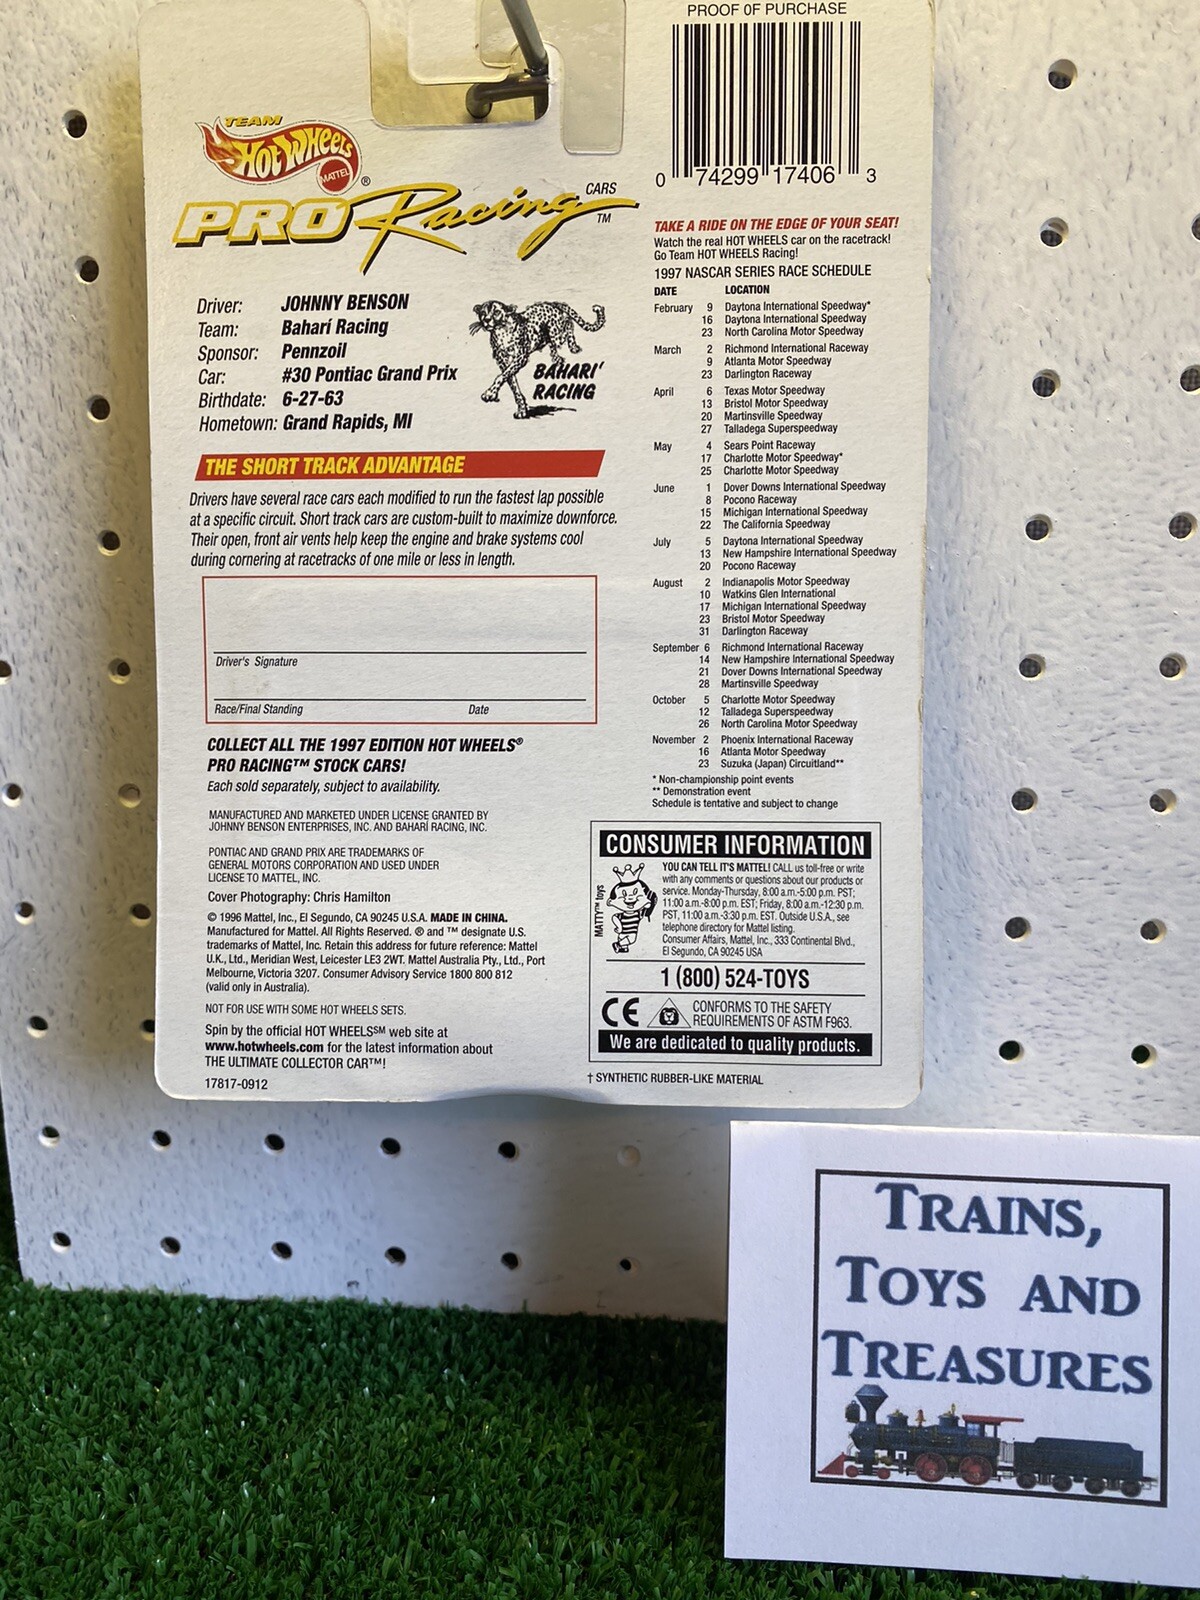 TEAM
Hot Wheels
MATTEL ®
PRO Racing CARS ™
Driver: JOHNNY BENSON
Team: Baharí Racing
Sponsor: Pennzoil
Car: #30 Pontiac Grand Prix
Birthdate: 6-27-63
Hometown: Grand Rapids, MI
BAHARI'
RACING
THE SHORT TRACK ADVANTAGE
Drivers have several race cars each modified to run the fastest lap possible
at a specific circuit. Short track cars are custom-built to maximize downforce.
Their open, front air vents help keep the engine and brake systems cool
during cornering at racetracks of one mile or less in length.
Driver's Signature
Race/Final Standing Date
COLLECT ALL THE 1997 EDITION HOT WHEELS®
PRO RACING™ STOCK CARS!
Each sold separately, subject to availability.
MANUFACTURED AND MARKETED UNDER LICENSE GRANTED BY
JOHNNY BENSON ENTERPRISES, INC. AND BAHARÍ RACING, INC.
PONTIAC AND GRAND PRIX ARE TRADEMARKS OF
GENERAL MOTORS CORPORATION AND USED UNDER
LICENSE TO MATTEL, INC.
Cover Photography: Chris Hamilton
© 1996 Mattel, Inc., El Segundo, CA 90245 U.S.A. MADE IN CHINA.
Manufactured for Mattel. All Rights Reserved. ® and ™ designate U.S.
trademarks of Mattel, Inc. Retain this address for future reference: Mattel
U.K., Ltd., Meridian West, Leicester LE3 2WT. Mattel Australia Pty., Ltd., Port
Melbourne, Victoria 3207. Consumer Advisory Service 1800 800 812
(valid only in Australia).
NOT FOR USE WITH SOME HOT WHEELS SETS.
Spin by the official HOT WHEELS℠ web site at
www.hotwheels.com for the latest information about
THE ULTIMATE COLLECTOR CAR™!
17817-0912
PROOF OF PURCHASE
0 74299 17406 3
TAKE A RIDE ON THE EDGE OF YOUR SEAT!
Watch the real HOT WHEELS car on the racetrack!
Go Team HOT WHEELS Racing!
1997 NASCAR SERIES RACE SCHEDULE
DATE LOCATION
February 9 Daytona International Speedway*
16 Daytona International Speedway
23 North Carolina Motor Speedway
March 2 Richmond International Raceway
9 Atlanta Motor Speedway
23 Darlington Raceway
April 6 Texas Motor Speedway
13 Bristol Motor Speedway
20 Martinsville Speedway
27 Talladega Superspeedway
May 4 Sears Point Raceway
17 Charlotte Motor Speedway*
25 Charlotte Motor Speedway
June 1 Dover Downs International Speedway
8 Pocono Raceway
15 Michigan International Speedway
22 The California Speedway
July 5 Daytona International Speedway
13 New Hampshire International Speedway
20 Pocono Raceway
August 2 Indianapolis Motor Speedway
10 Watkins Glen International
17 Michigan International Speedway
23 Bristol Motor Speedway
31 Darlington Raceway
September 6 Richmond International Raceway
14 New Hampshire International Speedway
21 Dover Downs International Speedway
28 Martinsville Speedway
October 5 Charlotte Motor Speedway
12 Talladega Superspeedway
26 North Carolina Motor Speedway
November 2 Phoenix International Raceway
16 Atlanta Motor Speedway
23 Suzuka (Japan) Circuitland**
* Non-championship point events
** Demonstration event
Schedule is tentative and subject to change
CONSUMER INFORMATION
MATTY™ toys
YOU CAN TELL IT'S MATTEL! CALL us toll-free or write
with any comments or questions about our products or
service. Monday-Thursday, 8:00 a.m.-5:00 p.m. PST;
11:00 a.m.-8:00 p.m. EST; Friday, 8:00 a.m.-12:30 p.m.
PST, 11:00 a.m.-3:30 p.m. EST. Outside U.S.A., see
telephone directory for Mattel listing.
Consumer Affairs, Mattel, Inc., 333 Continental Blvd.,
El Segundo, CA 90245 USA
1 (800) 524-TOYS
CE CONFORMS TO THE SAFETY
REQUIREMENTS OF ASTM F963.
We are dedicated to quality products.
† SYNTHETIC RUBBER-LIKE MATERIAL
TRAINS,
TOYS AND
TREASURES